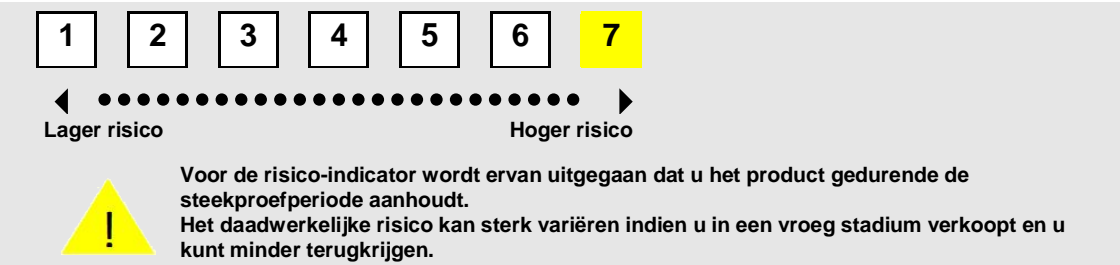 1 2 3 4 5 6 7
Lager risico Hoger risico
Voor de risico-indicator wordt ervan uitgegaan dat u het product gedurende de
steekproefperiode aanhoudt.
Het daadwerkelijke risico kan sterk variëren indien u in een vroeg stadium verkoopt en u
kunt minder terugkrijgen.
!